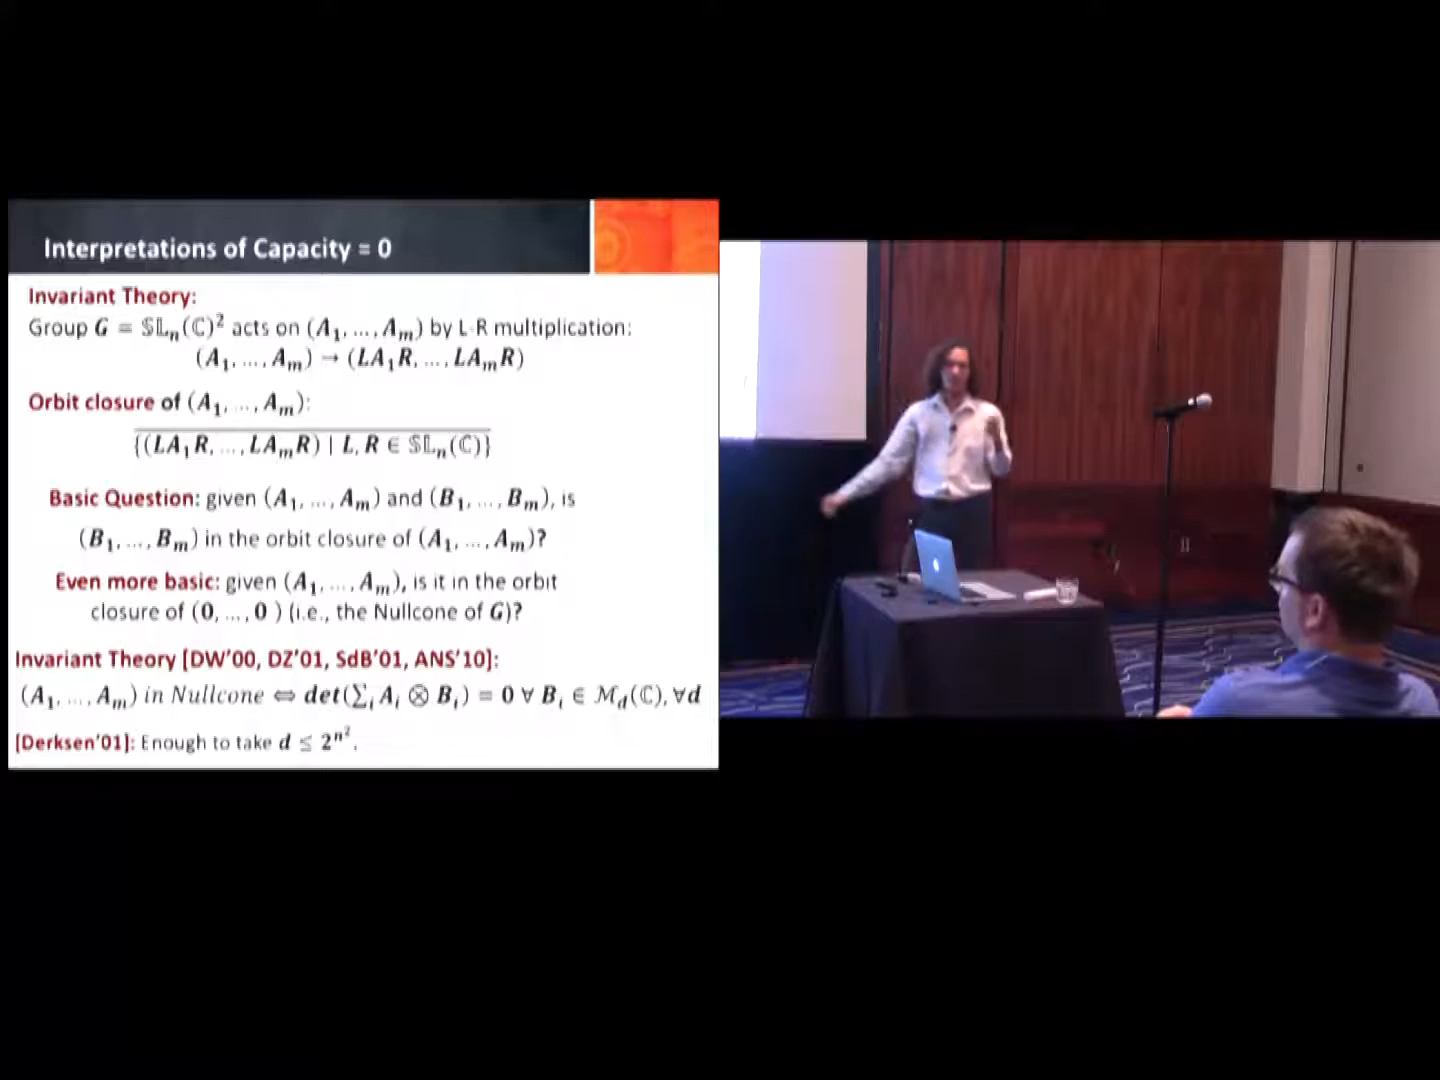 Interpretations of Capacity = 0
Invariant Theory:
Group G = 𝕊𝕃ₙ(ℂ)² acts on (A₁, …, Aₘ) by L-R multiplication:
(A₁, …, Aₘ) → (LA₁R, …, LAₘR)
Orbit closure of (A₁, …, Aₘ):
{(LA₁R, …, LAₘR) | L, R ∈ 𝕊𝕃ₙ(ℂ)}
Basic Question: given (A₁, …, Aₘ) and (B₁, …, Bₘ), is
(B₁, …, Bₘ) in the orbit closure of (A₁, …, Aₘ)?
Even more basic: given (A₁, …, Aₘ), is it in the orbit
closure of (0, …, 0 ) (i.e., the Nullcone of G)?
Invariant Theory [DW'00, DZ'01, SdB'01, ANS'10]:
(A₁, …, Aₘ) in Nullcone ⇔ det(∑ᵢ Aᵢ ⊗ Bᵢ) = 0 ∀ Bᵢ ∈ ℳ_d(ℂ), ∀d
[Derksen'01]: Enough to take d ≤ 2^{n²}.